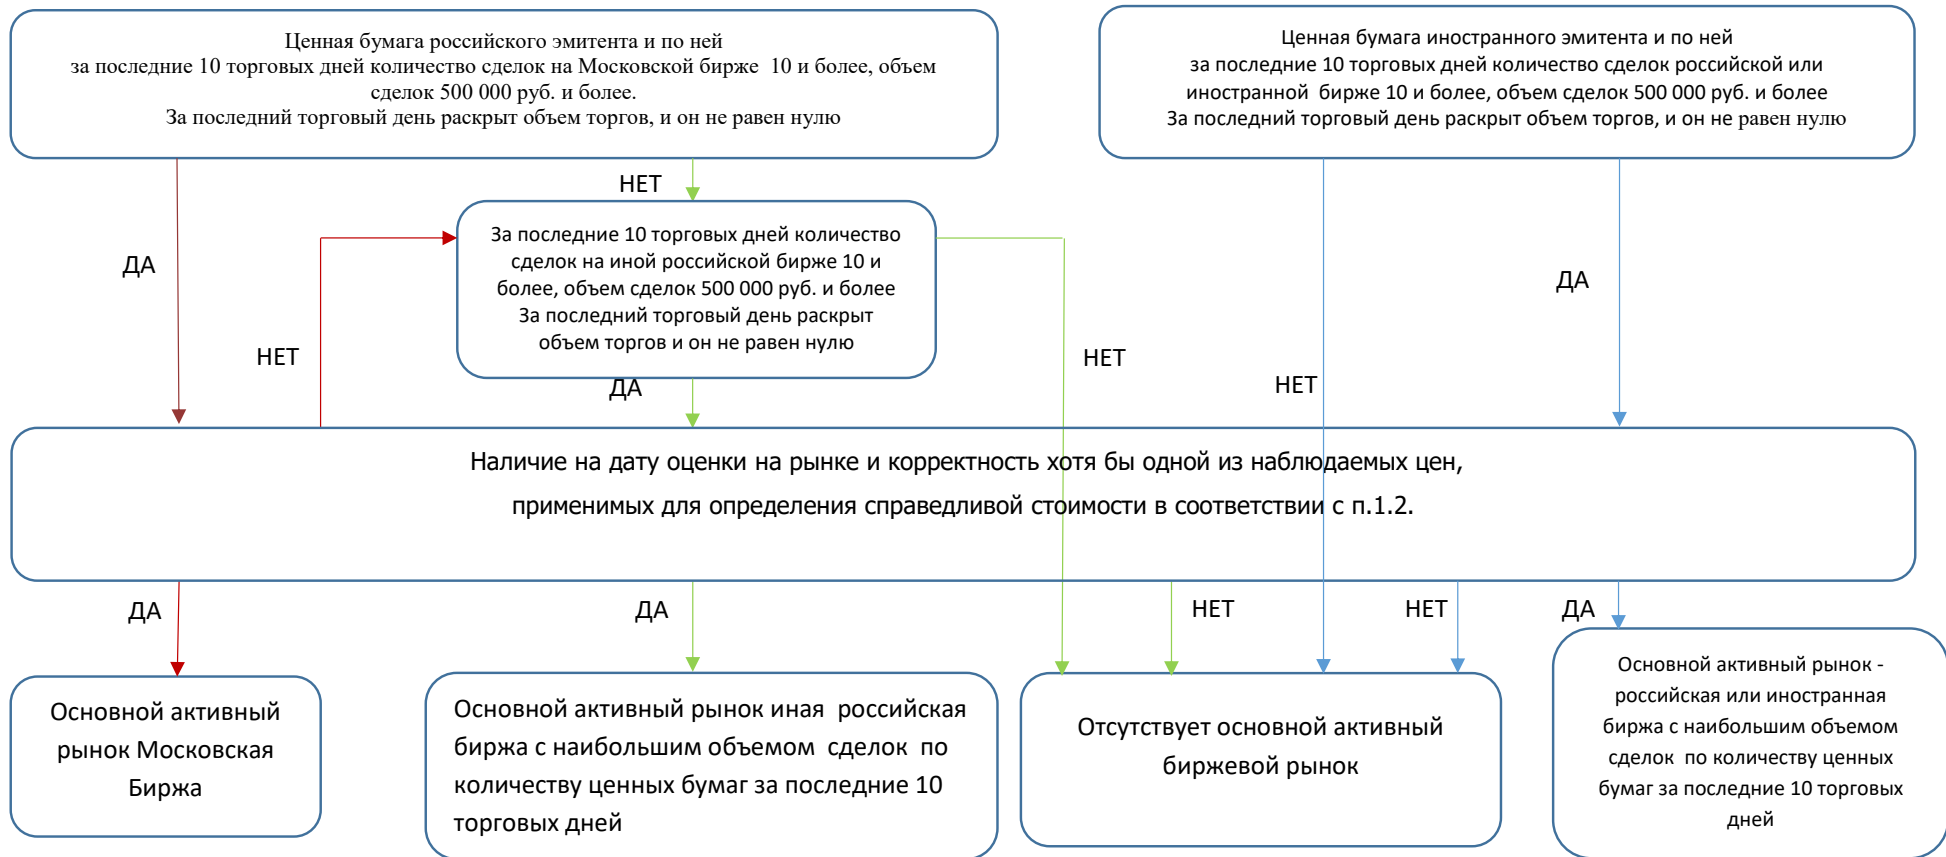 Ценная бумага российского эмитента и по ней
за последние 10 торговых дней количество сделок на Московской бирже 10 и более, объем
сделок 500 000 руб. и более.
За последний торговый день раскрыт объем торгов, и он не равен нулю
Ценная бумага иностранного эмитента и по ней
за последние 10 торговых дней количество сделок российской или
иностранной бирже 10 и более, объем сделок 500 000 руб. и более
За последний торговый день раскрыт объем торгов, и он не равен нулю
НЕТ
ДА
За последние 10 торговых дней количество
сделок на иной российской бирже 10 и
более, объем сделок 500 000 руб. и более
За последний торговый день раскрыт
объем торгов и он не равен нулю
ДА
НЕТ
НЕТ
НЕТ
ДА
Наличие на дату оценки на рынке и корректность хотя бы одной из наблюдаемых цен,
применимых для определения справедливой стоимости в соответствии с п.1.2.
ДА
ДА
НЕТ
НЕТ
ДА
Основной активный
рынок Московская
Биржа
Основной активный рынок иная российская
биржа с наибольшим объемом сделок по
количеству ценных бумаг за последние 10
торговых дней
Отсутствует основной активный
биржевой рынок
Основной активный рынок -
российская или иностранная
биржа с наибольшим объемом
сделок по количеству ценных
бумаг за последние 10 торговых
дней